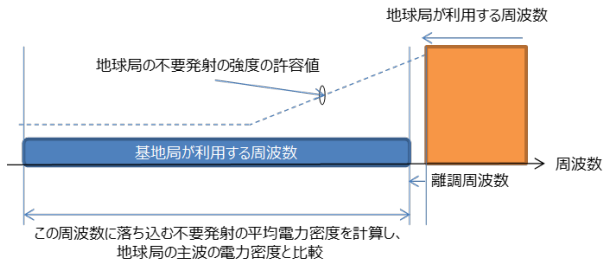 地球局が利用する周波数
地球局の不要発射の強度の許容値
基地局が利用する周波数
周波数
離調周波数
この周波数に落ち込む不要発射の平均電力密度を計算し、
地球局の主波の電力密度と比較